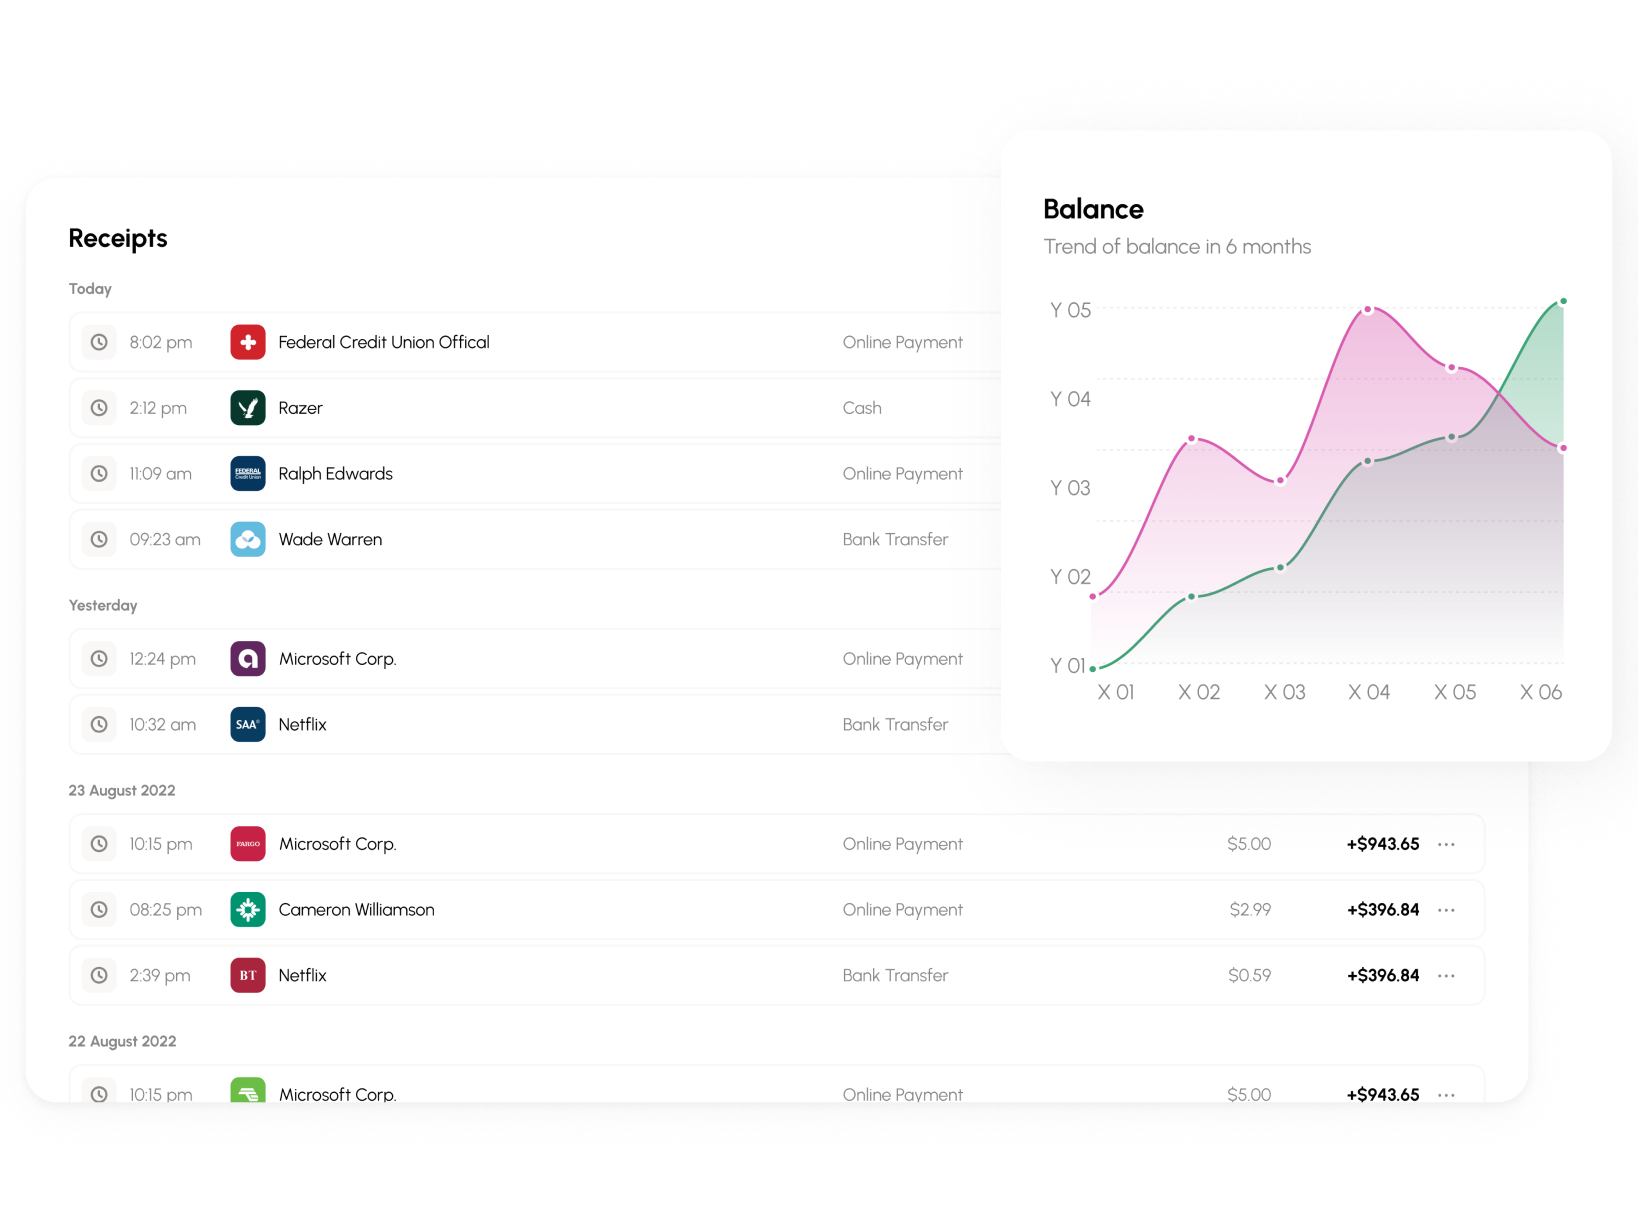 Receipts
Today
8:02 pm Federal Credit Union Offical Online Payment
2:12 pm Razer Cash
11:09 am FEDERAL Credit Union Ralph Edwards Online Payment
09:23 am Wade Warren Bank Transfer
Yesterday
12:24 pm a Microsoft Corp. Online Payment
10:32 am SAA® Netflix Bank Transfer
23 August 2022
10:15 pm FARGO Microsoft Corp. Online Payment $5.00 +$943.65 ···
08:25 pm Cameron Williamson Online Payment $2.99 +$396.84 ···
2:39 pm BT Netflix Bank Transfer $0.59 +$396.84 ···
22 August 2022
10:15 pm Microsoft Corp. Online Payment $5.00 +$943.65 ···
Balance
Trend of balance in 6 months
Y 05
Y 04
Y 03
Y 02
Y 01
X 01 X 02 X 03 X 04 X 05 X 06